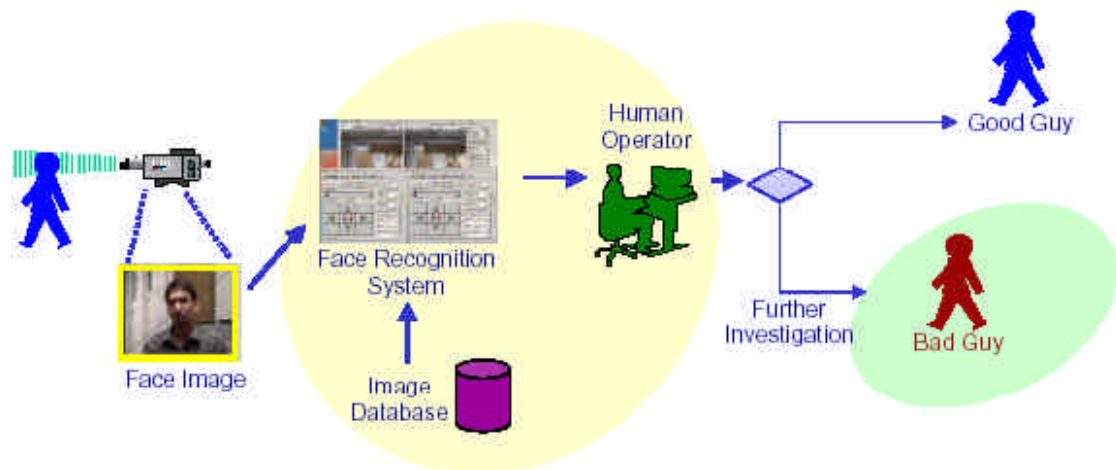 Face Image
Face Recognition
System
Image
Database
Human
Operator
Good Guy
Further
Investigation
Bad Guy